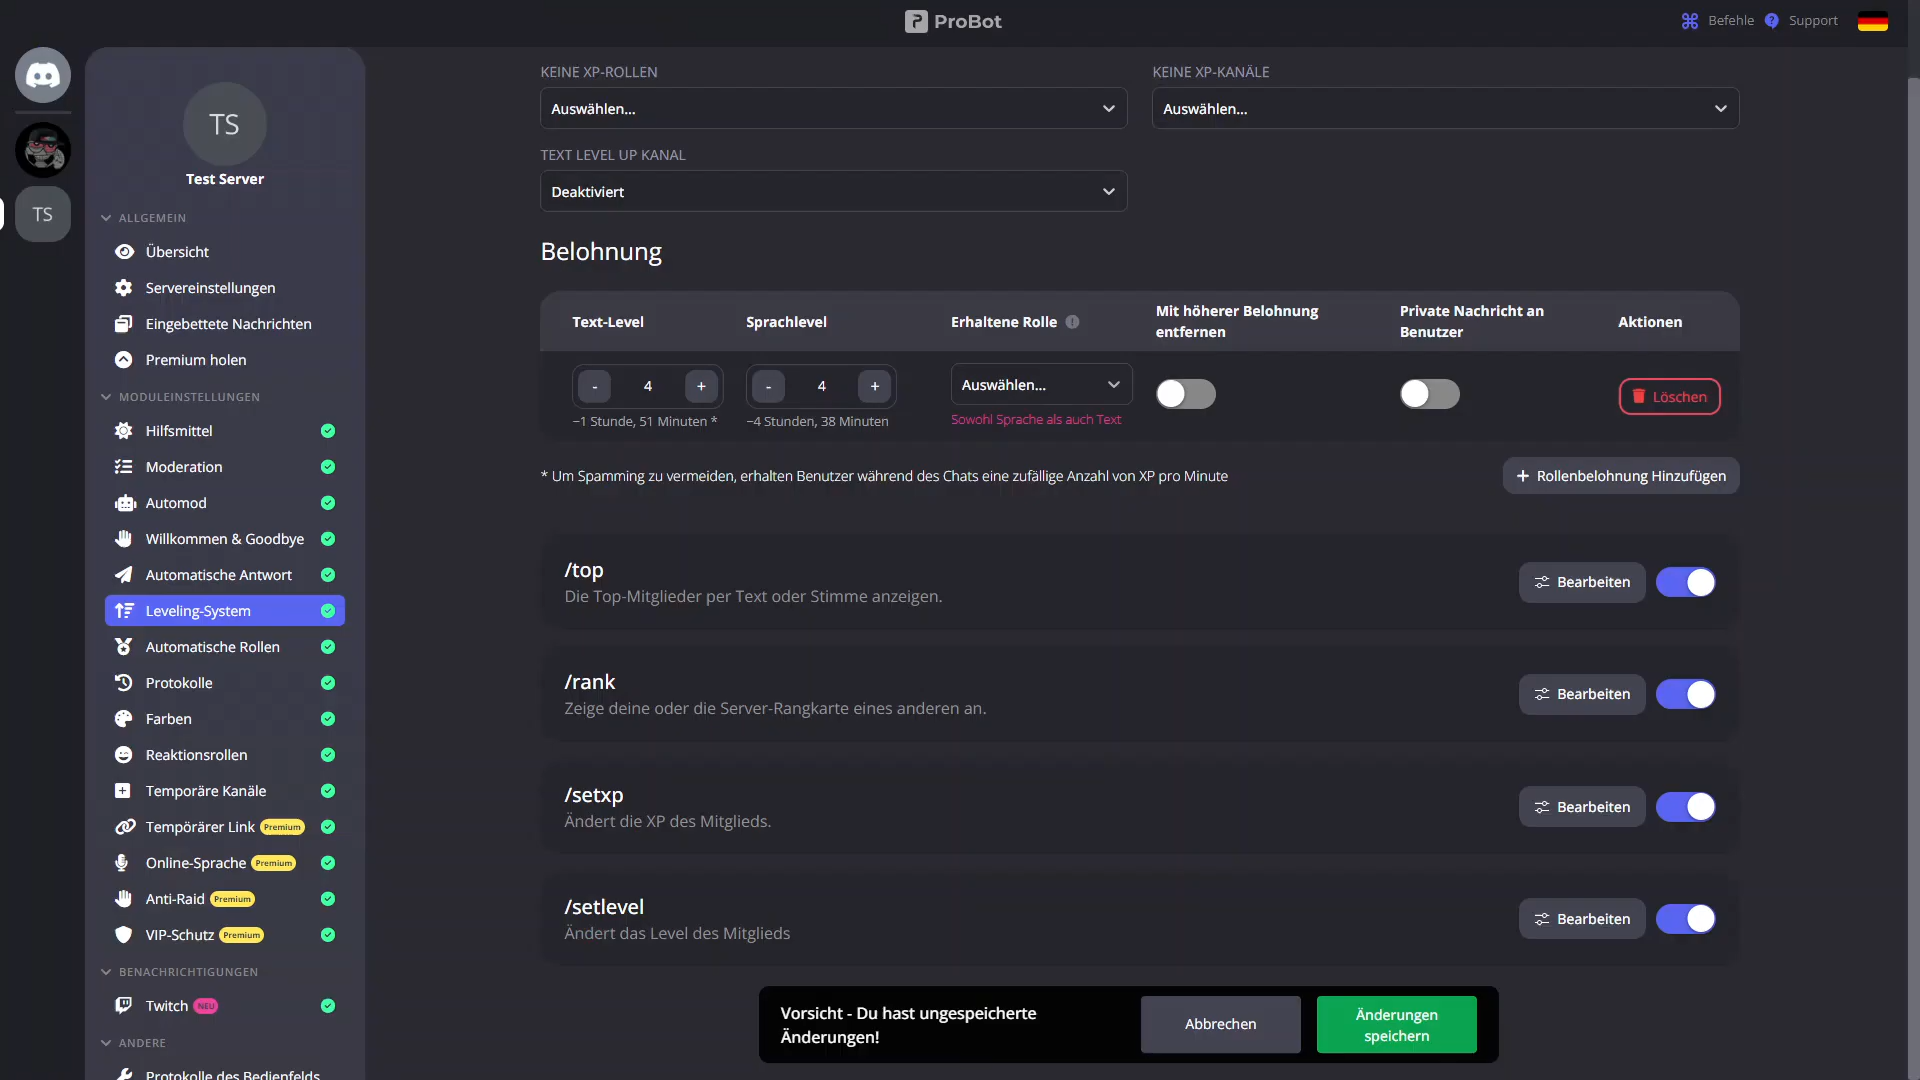 ProBot
Befehle
Support
TS
Test Server
TS
ALLGEMEIN
Übersicht
Servereinstellungen
Eingebettete Nachrichten
Premium holen
MODULEINSTELLUNGEN
Hilfsmittel
Moderation
Automod
Willkommen & Goodbye
Automatische Antwort
Leveling-System
Automatische Rollen
Protokolle
Farben
Reaktionsrollen
Temporäre Kanäle
Tempörärer Link Premium
Online-Sprache Premium
Anti-Raid Premium
VIP-Schutz Premium
BENACHRICHTIGUNGEN
Twitch NEU
ANDERE
Protokolle des Bedienfelds
KEINE XP-ROLLEN
Auswählen...
KEINE XP-KANÄLE
Auswählen...
TEXT LEVEL UP KANAL
Deaktiviert
Belohnung
Text-Level
Sprachlevel
Erhaltene Rolle
Mit höherer Belohnung
entfernen
Private Nachricht an
Benutzer
Aktionen
- 4 +
~1 Stunde, 51 Minuten *
- 4 +
~4 Stunden, 38 Minuten
Auswählen...
Sowohl Sprache als auch Text
Löschen
* Um Spamming zu vermeiden, erhalten Benutzer während des Chats eine zufällige Anzahl von XP pro Minute
+ Rollenbelohnung Hinzufügen
/top
Die Top-Mitglieder per Text oder Stimme anzeigen.
Bearbeiten
/rank
Zeige deine oder die Server-Rangkarte eines anderen an.
Bearbeiten
/setxp
Ändert die XP des Mitglieds.
Bearbeiten
/setlevel
Ändert das Level des Mitglieds
Bearbeiten
Vorsicht - Du hast ungespeicherte
Änderungen!
Abbrechen
Änderungen
speichern